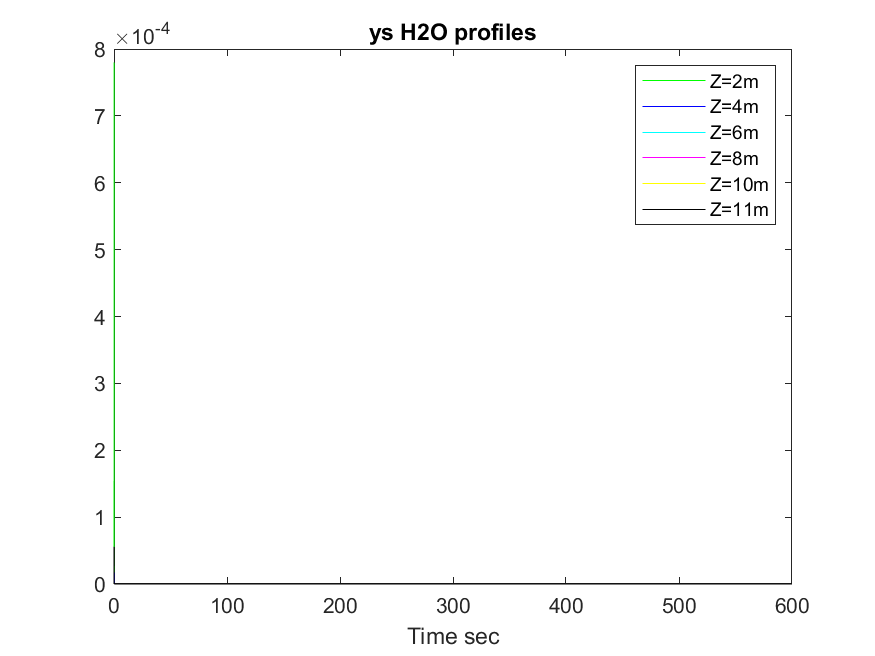 ys H2O profiles
×10-4
8
7
6
5
4
3
2
1
0
0 100 200 300 400 500 600
Time sec
Z=2m
Z=4m
Z=6m
Z=8m
Z=10m
Z=11m